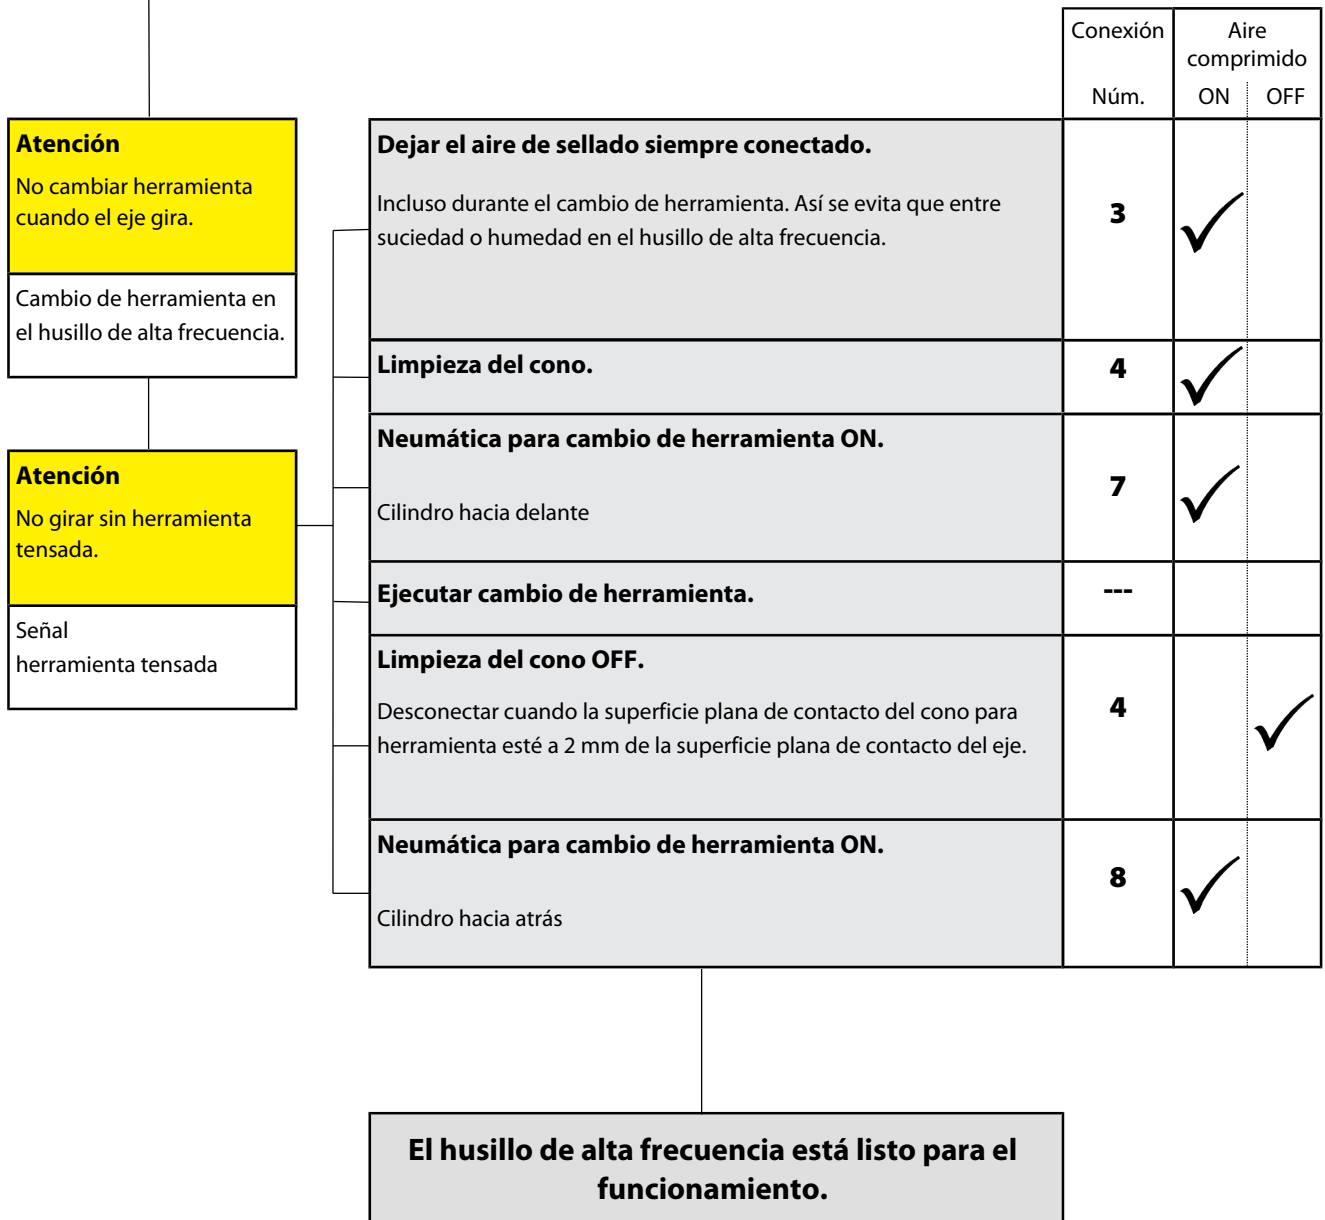 Conexión
Aire
comprimido
Núm.
ON
OFF
Atención
No cambiar herramienta
cuando el eje gira.
Cambio de herramienta en
el husillo de alta frecuencia.
Atención
No girar sin herramienta
tensada.
Señal
herramienta tensada
Dejar el aire de sellado siempre conectado.
Incluso durante el cambio de herramienta. Así se evita que entre
suciedad o humedad en el husillo de alta frecuencia.
3
Limpieza del cono.
4
Neumática para cambio de herramienta ON.
Cilindro hacia delante
7
Ejecutar cambio de herramienta.
---
Limpieza del cono OFF.
Desconectar cuando la superficie plana de contacto del cono para
herramienta esté a 2 mm de la superficie plana de contacto del eje.
4
Neumática para cambio de herramienta ON.
Cilindro hacia atrás
8
El husillo de alta frecuencia está listo para el
funcionamiento.